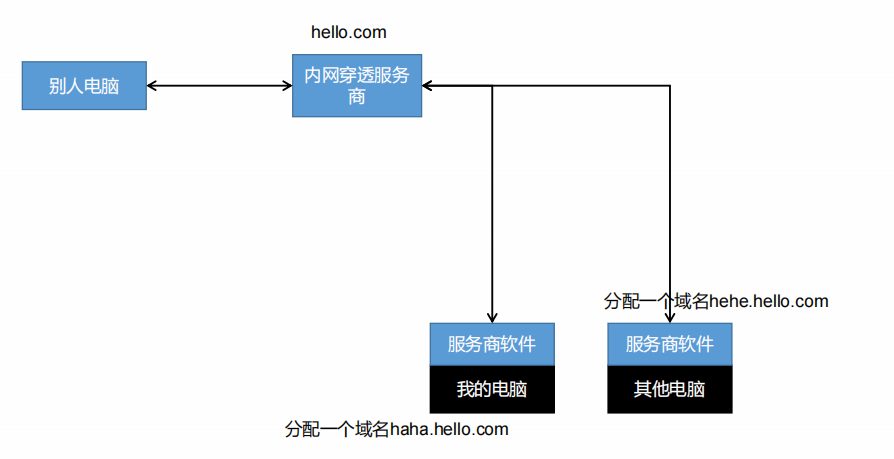 hello.com
别人电脑
内网穿透服务
商
分配一个域名hehe.hello.com
服务商软件
服务商软件
我的电脑
其他电脑
分配一个域名haha.hello.com